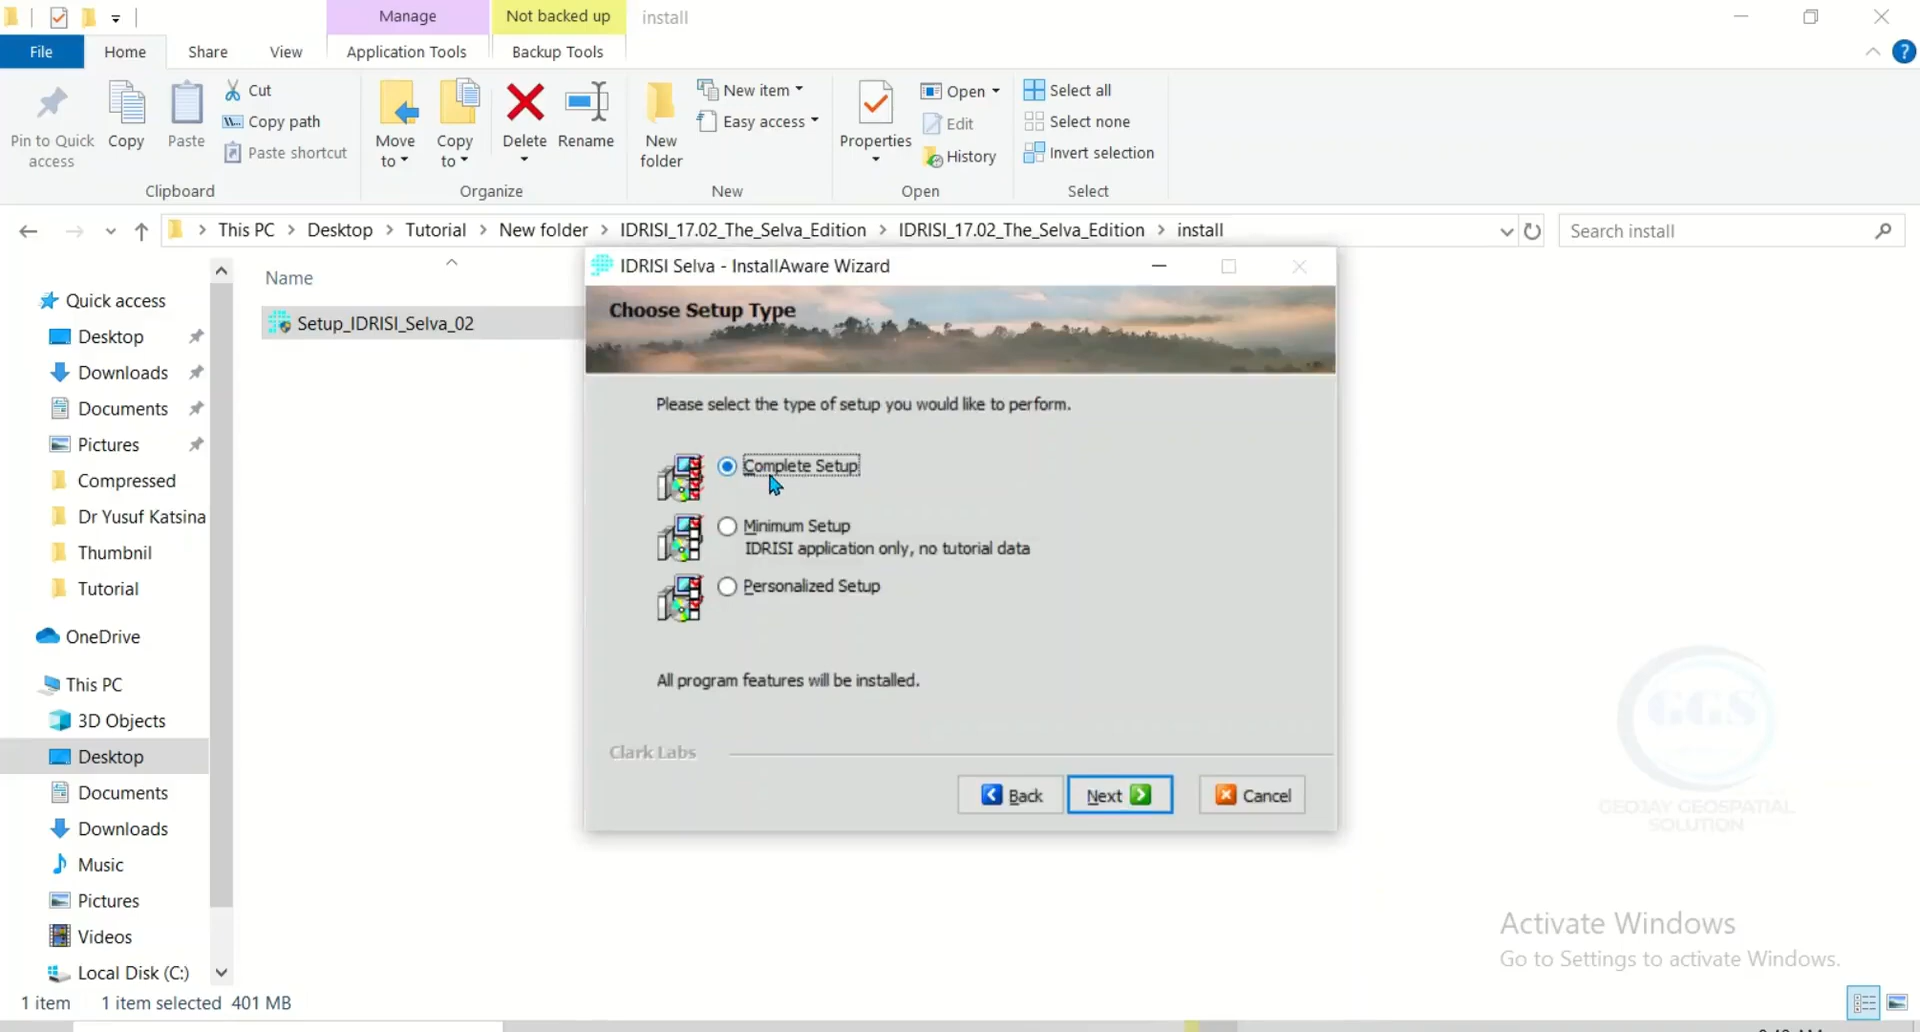 Manage
Not backed up
install
File
Home
Share
View
Application Tools
Backup Tools
Pin to Quick access
Copy
Paste
Cut
Copy path
Paste shortcut
Move to
Copy to
Delete
Rename
New folder
New item
Easy access
Properties
Open
Edit
History
Select all
Select none
Invert selection
Clipboard
Organize
New
Open
Select
This PC
Desktop
Tutorial
New folder
IDRISI_17.02_The_Selva_Edition
IDRISI_17.02_The_Selva_Edition
install
Search install
Name
Setup_IDRISI_Selva_02
Quick access
Desktop
Downloads
Documents
Pictures
Compressed
Dr Yusuf Katsina
Thumbnil
Tutorial
OneDrive
This PC
3D Objects
Desktop
Documents
Downloads
Music
Pictures
Videos
Local Disk (C:)
IDRISI Selva - InstallAware Wizard
Choose Setup Type
Please select the type of setup you would like to perform.
Complete Setup
Minimum Setup
IDRISI application only, no tutorial data
Personalized Setup
All program features will be installed.
Clark Labs
Back
Next
Cancel
GGS
GEOJAY GEOSPATIAL
SOLUTION
Activate Windows
Go to Settings to activate Windows.
1 item
1 item selected 401 MB